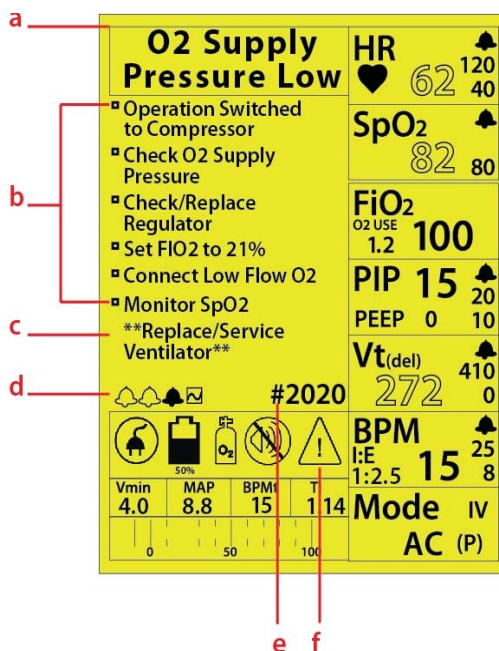 a
O2 Supply
Pressure Low
b
Operation Switched
to Compressor
Check O2 Supply
Pressure
Check/Replace
Regulator
Set FIO2 to 21%
Connect Low Flow O2
Monitor SpO2
c
**Replace/Service
Ventilator**
d
#2020
50%
O2
!
Vmin MAP BPMt T
4.0 8.8 15 1.14
0 50 100
HR
62 120
40
SpO2
82 80
FiO2
O2 USE
1.2 100
PIP 15 20
PEEP 0 10
Vt(del) 410
272 0
BPM
I:E 25
1:2.5 15 8
Mode IV
AC (P)
e f